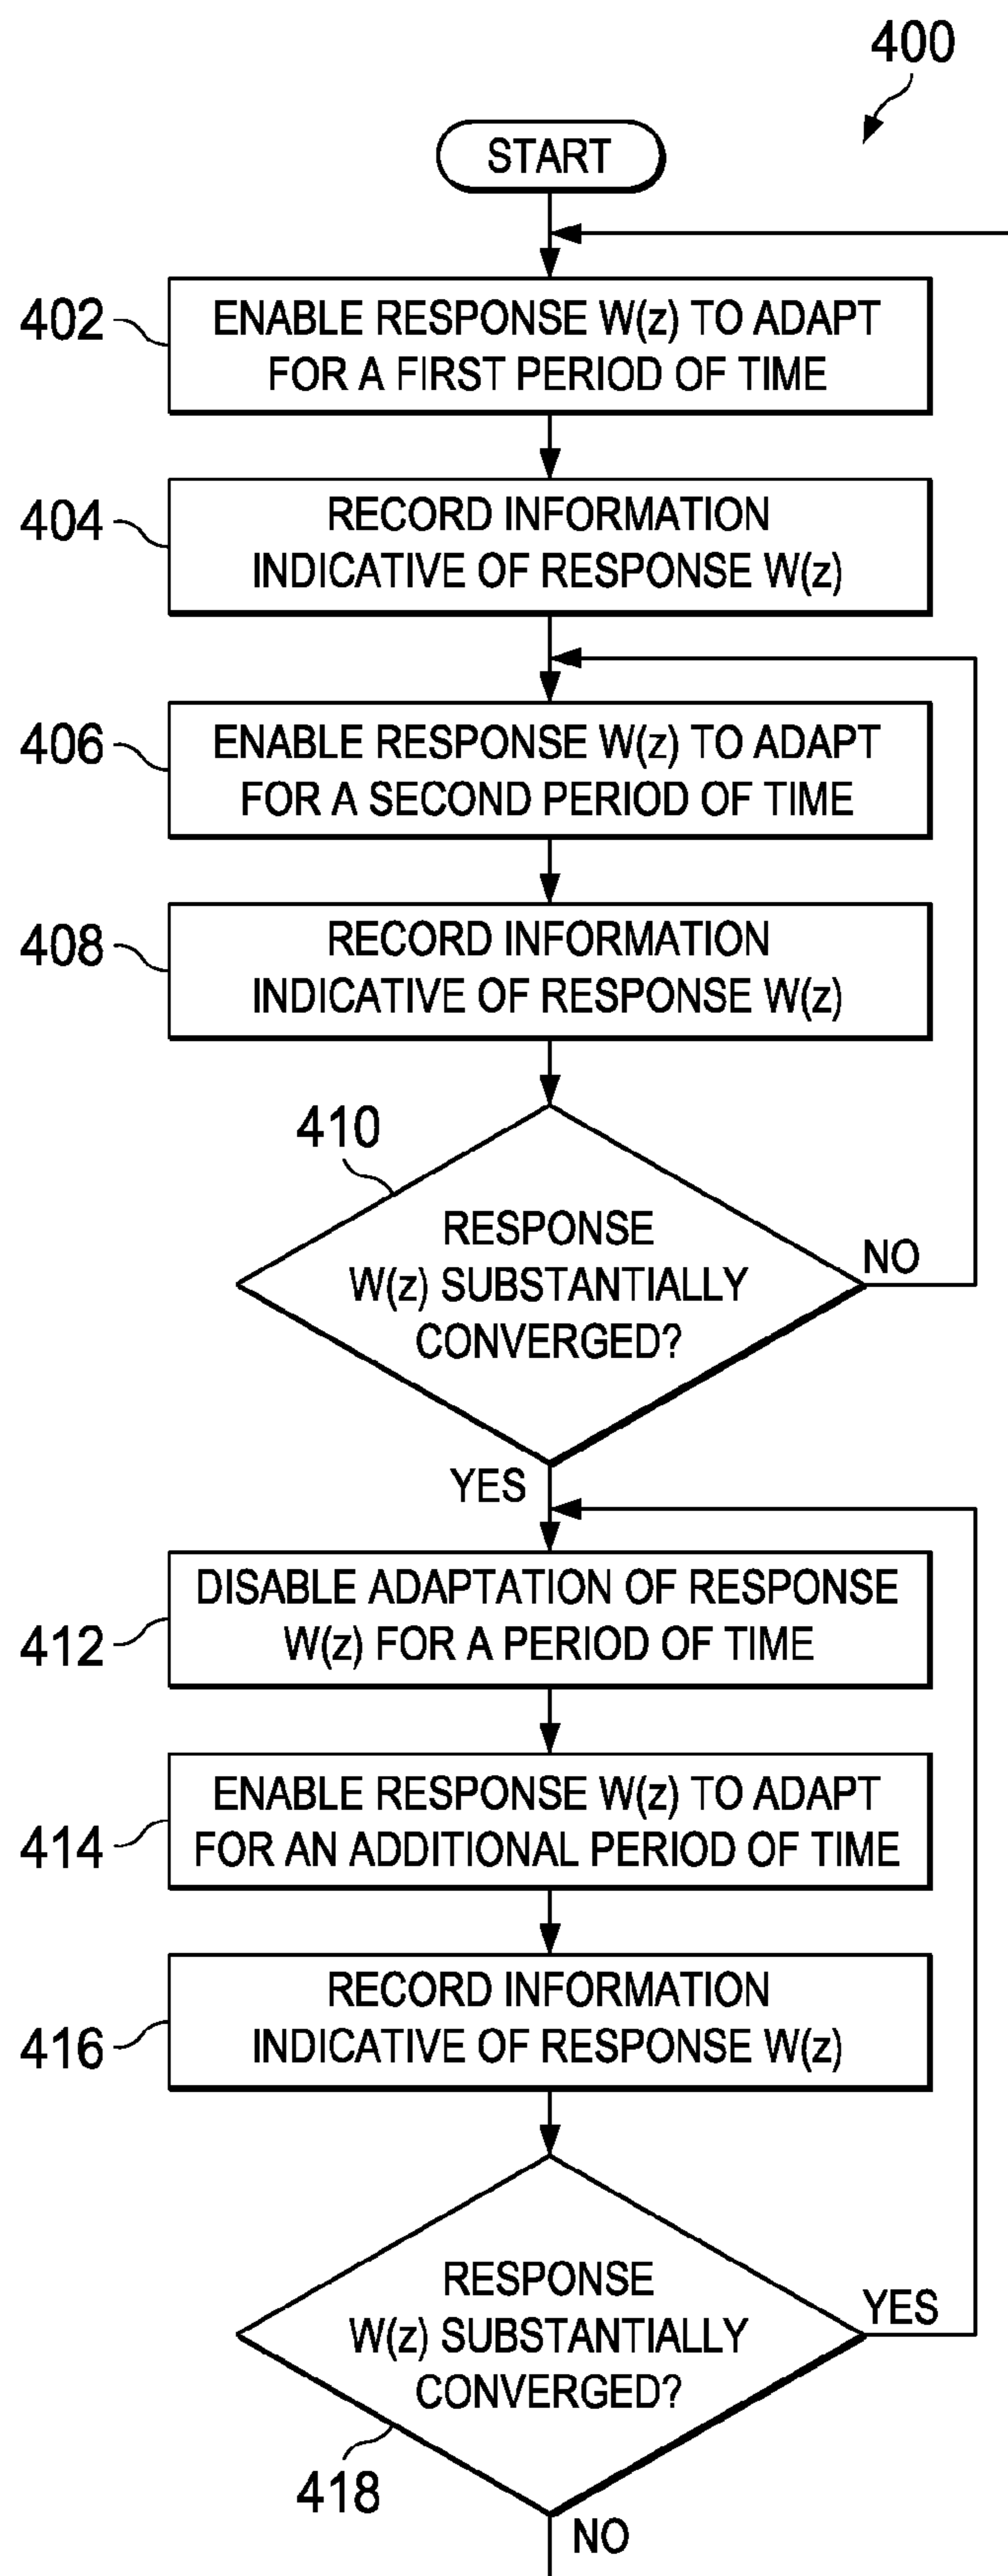 400
START
402
ENABLE RESPONSE W(z) TO ADAPT
FOR A FIRST PERIOD OF TIME
404
RECORD INFORMATION
INDICATIVE OF RESPONSE W(z)
406
ENABLE RESPONSE W(z) TO ADAPT
FOR A SECOND PERIOD OF TIME
408
RECORD INFORMATION
INDICATIVE OF RESPONSE W(z)
410
RESPONSE
W(z) SUBSTANTIALLY
CONVERGED?
NO
YES
412
DISABLE ADAPTATION OF RESPONSE
W(z) FOR A PERIOD OF TIME
414
ENABLE RESPONSE W(z) TO ADAPT
FOR AN ADDITIONAL PERIOD OF TIME
416
RECORD INFORMATION
INDICATIVE OF RESPONSE W(z)
RESPONSE
W(z) SUBSTANTIALLY
CONVERGED?
YES
418
NO